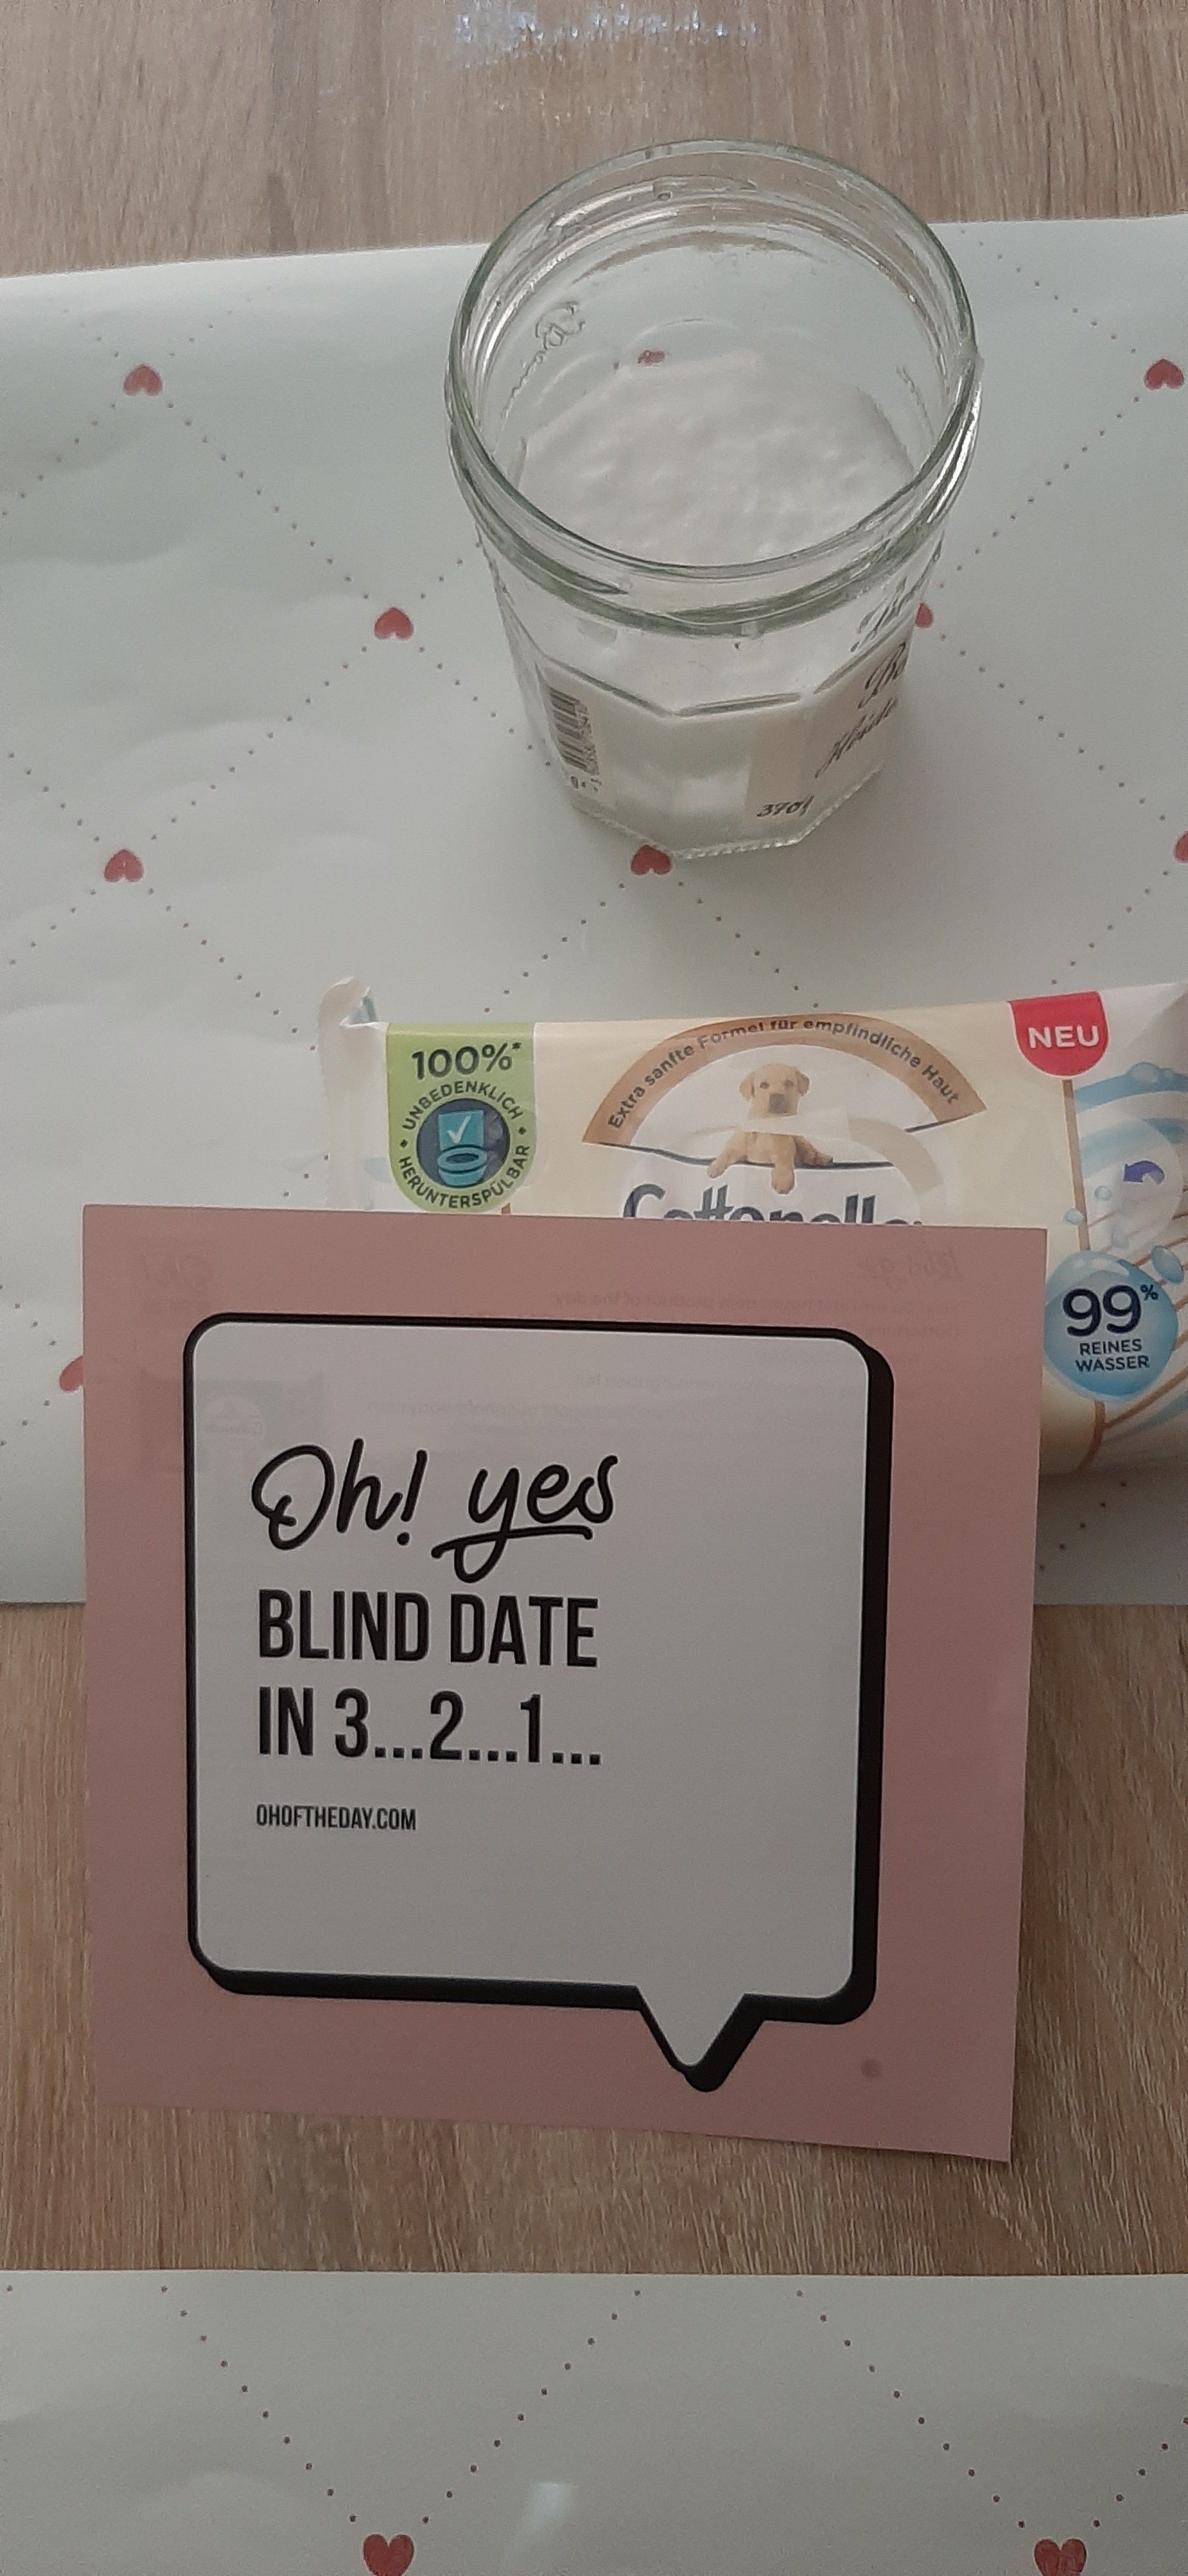 370g
100%*
UNBEDENKLICH
HERUNTERSPÜLBAR
Extra sanfte Formel für empfindliche Haut
NEU
Cottonelle
99%
REINES
WASSER
Oh! yes
BLIND DATE
IN 3...2...1...
OHOFTHEDAY.COM